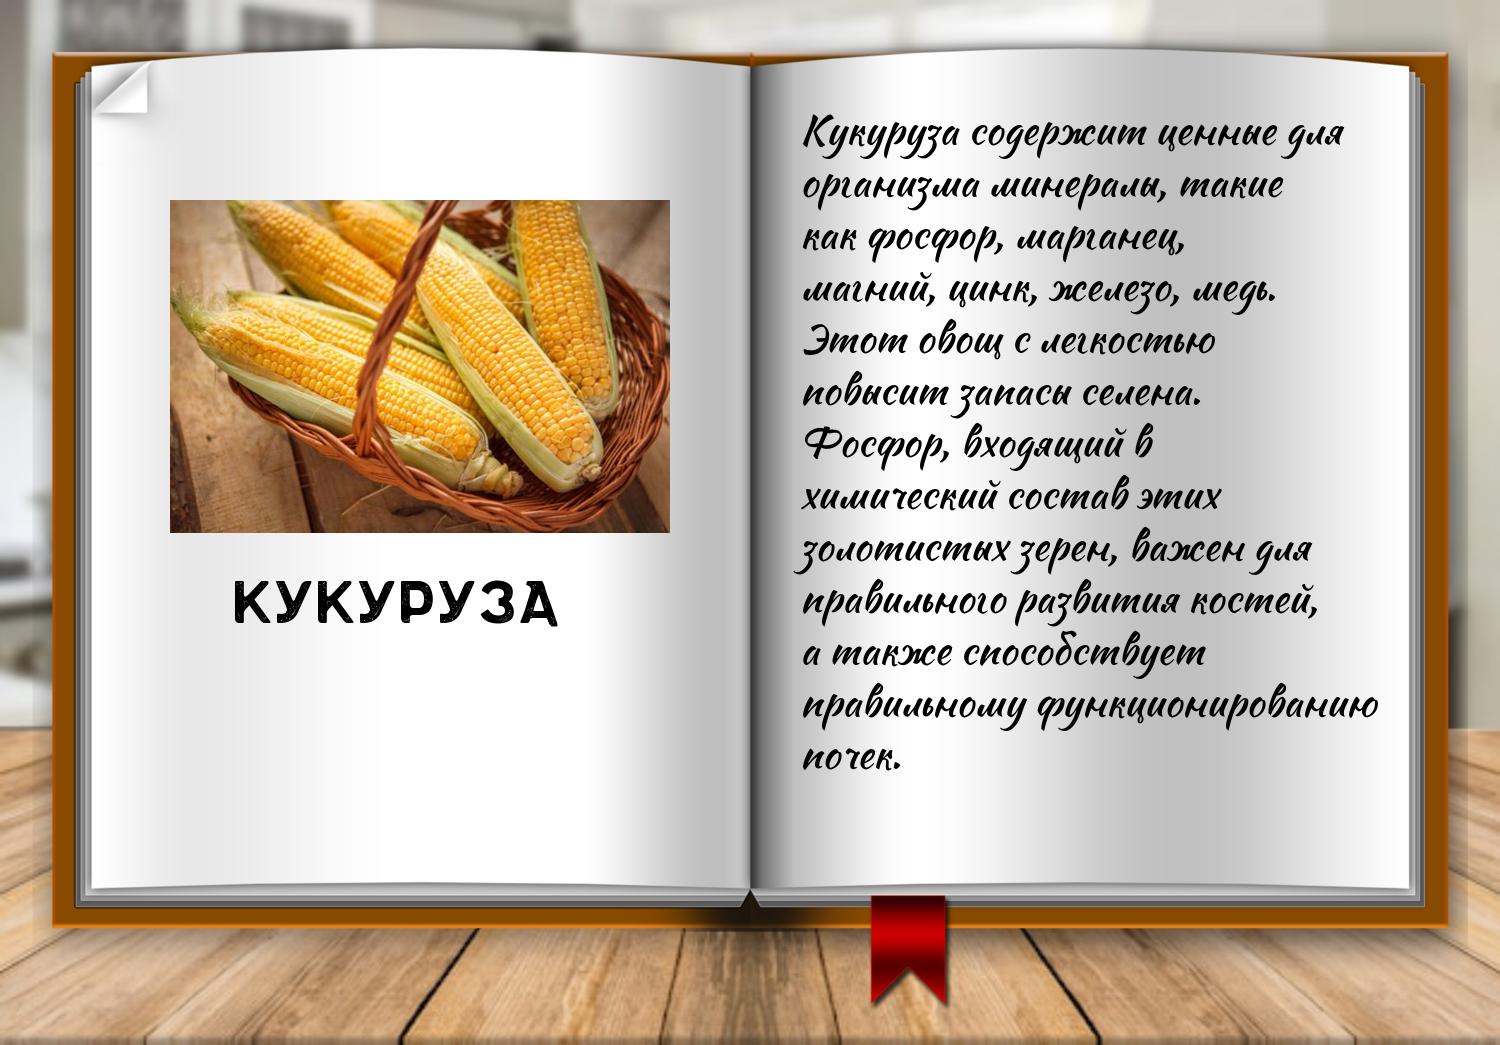 КУКУРУЗА
Кукуруза содержит ценные для
организма минералы, такие
как фосфор, марганец,
магний, цинк, железо, медь.
Этот овощ с легкостью
повысит запасы селена.
Фосфор, входящий в
химический состав этих
золотистых зерен, важен для
правильного развития костей,
а также способствует
правильному функционированию
почек.